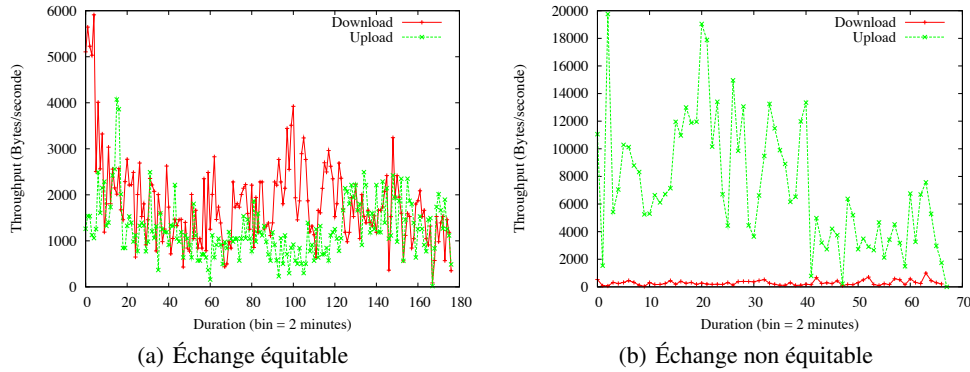 Download
Upload
Throughput (Bytes/seconde)
6000
5000
4000
3000
2000
1000
0
0 20 40 60 80 100 120 140 160 180
Duration (bin = 2 minutes)
(a) Échange équitable
Download
Upload
Throughput (Bytes/seconde)
20000
18000
16000
14000
12000
10000
8000
6000
4000
2000
0
0 10 20 30 40 50 60 70
Duration (bin = 2 minutes)
(b) Échange non équitable